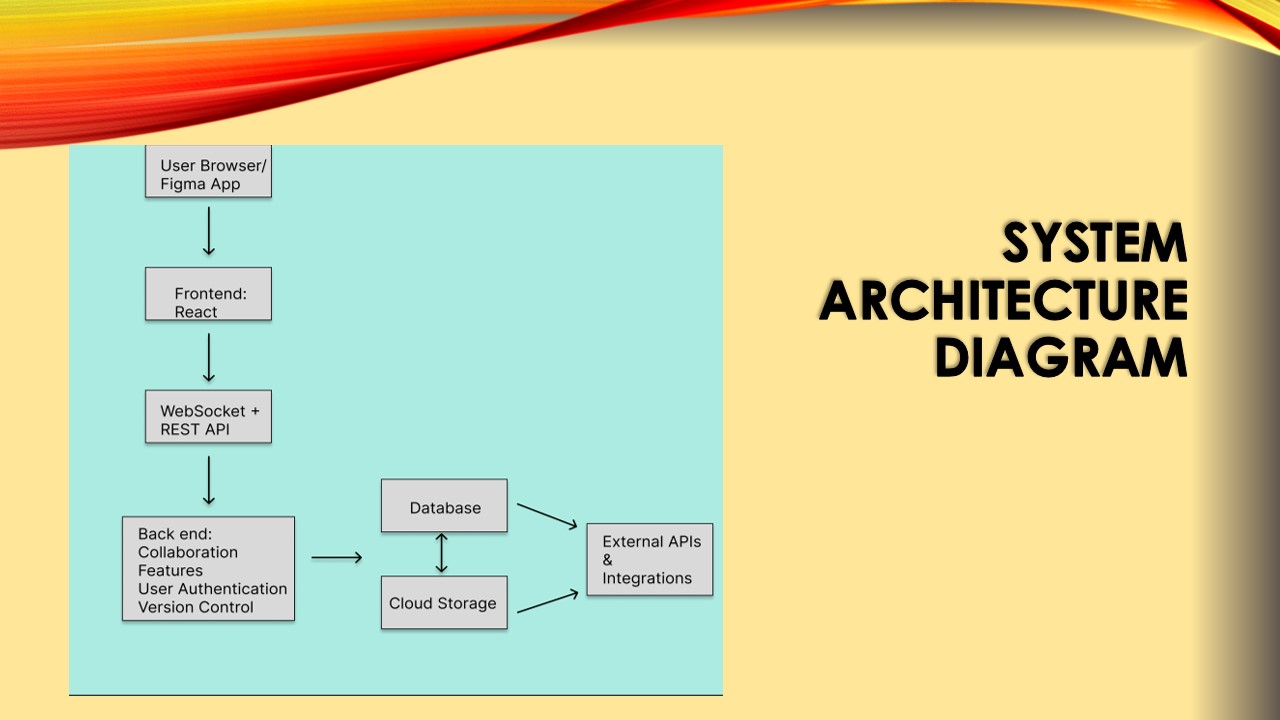 User Browser/
Figma App
Frontend:
React
WebSocket +
REST API
Back end:
Collaboration
Features
User Authentication
Version Control
Database
Cloud Storage
External APIs
&
Integrations
SYSTEM
ARCHITECTURE
DIAGRAM